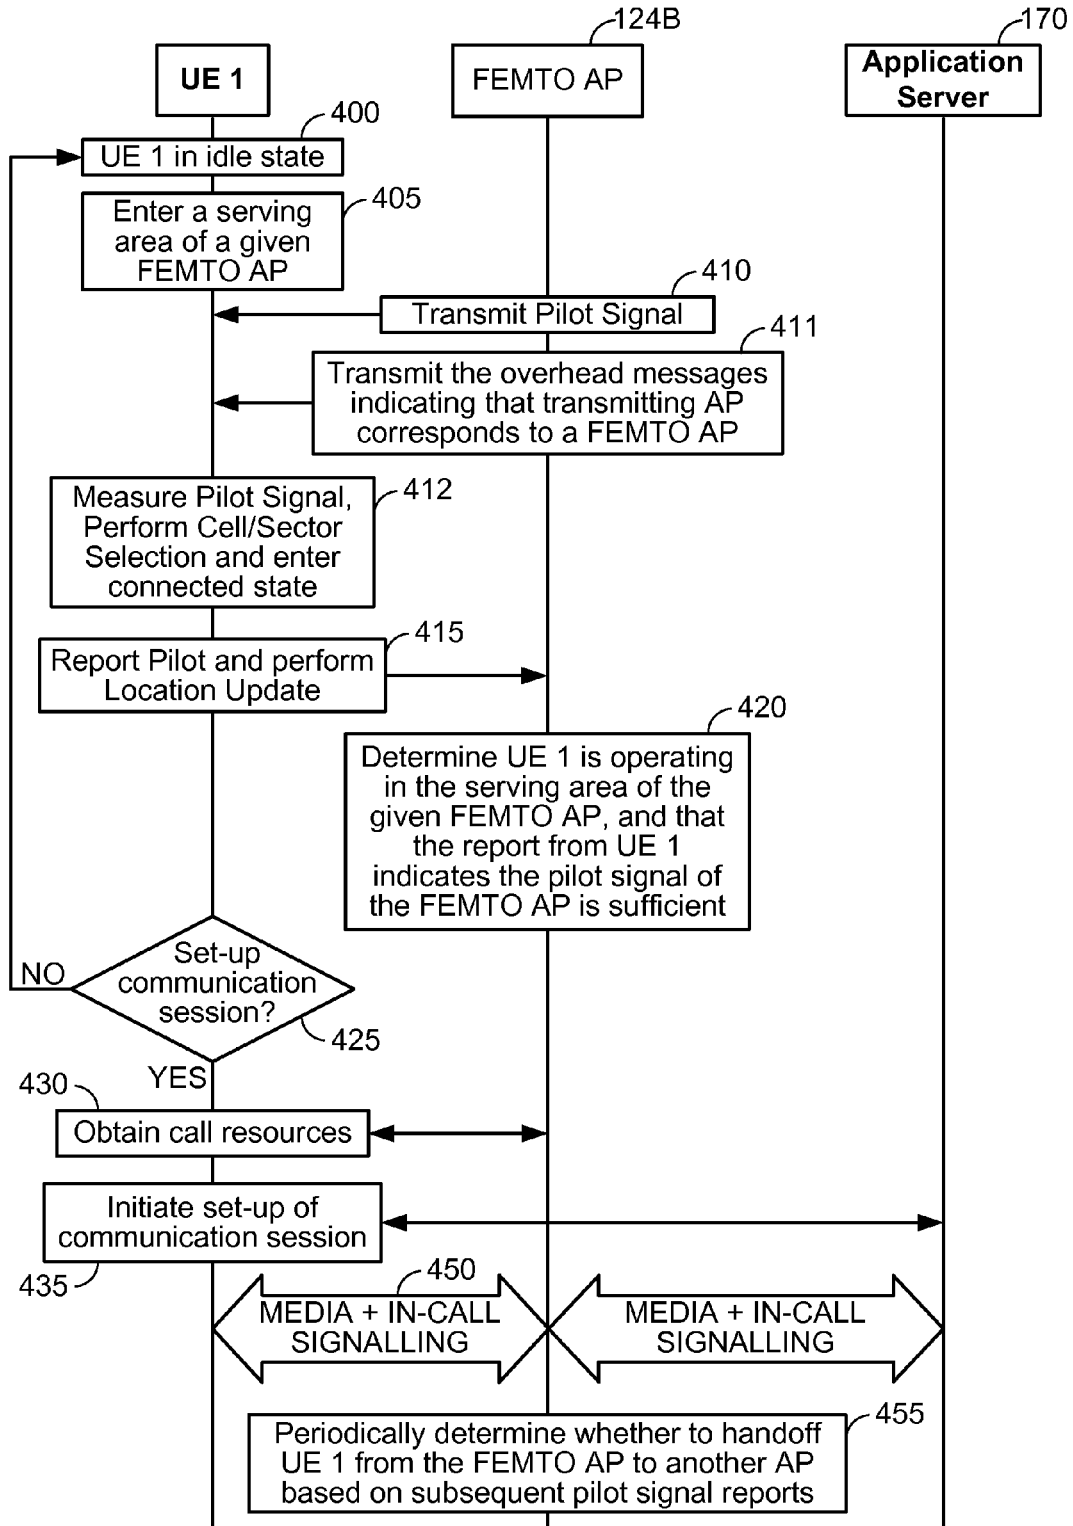 124B
170
UE 1
FEMTO AP
Application
Server
400
UE 1 in idle state
405
Enter a serving
area of a given
FEMTO AP
410
Transmit Pilot Signal
411
Transmit the overhead messages
indicating that transmitting AP
corresponds to a FEMTO AP
412
Measure Pilot Signal,
Perform Cell/Sector
Selection and enter
connected state
415
Report Pilot and perform
Location Update
420
Determine UE 1 is operating
in the serving area of the
given FEMTO AP, and that
the report from UE 1
indicates the pilot signal of
the FEMTO AP is sufficient
Set-up
communication
session?
NO
425
YES
430
Obtain call resources
Initiate set-up of
communication session
435
450
MEDIA + IN-CALL
SIGNALLING
MEDIA + IN-CALL
SIGNALLING
455
Periodically determine whether to handoff
UE 1 from the FEMTO AP to another AP
based on subsequent pilot signal reports